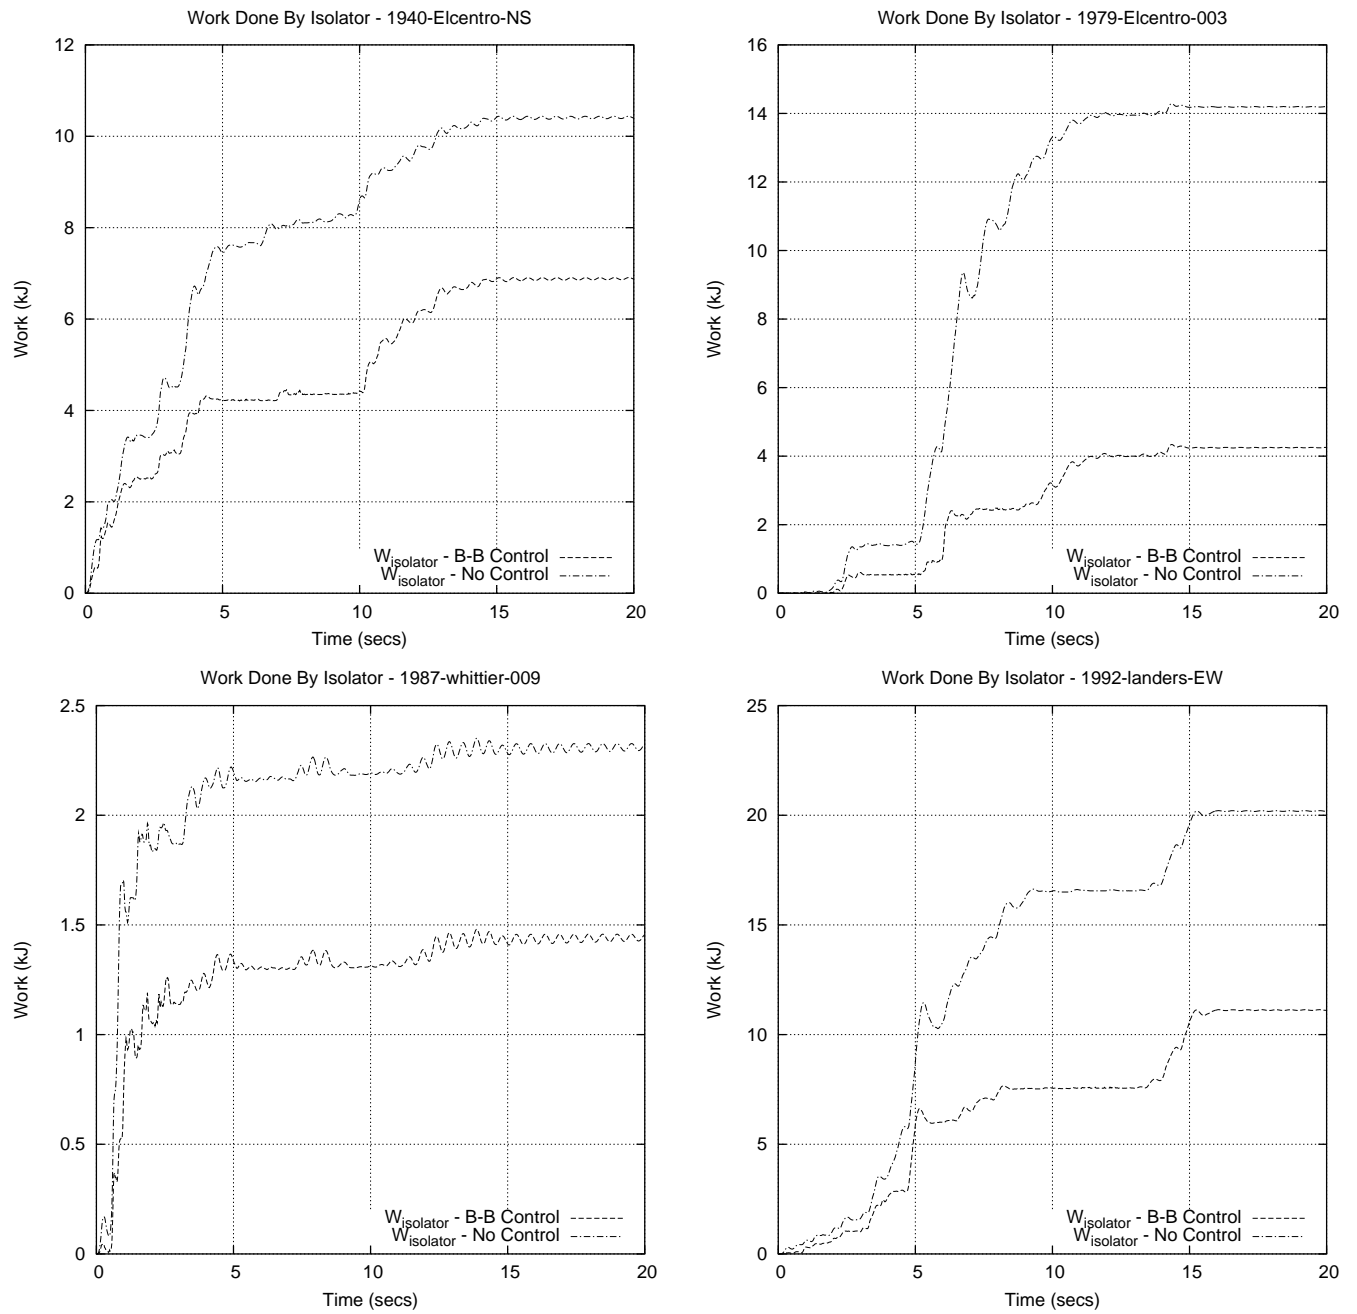 Work Done By Isolator - 1940-Elcentro-NS
12
10
8
6
4
2
0
Work (kJ)
W_isolator - B-B Control
W_isolator - No Control
0 5 10 15 20
Time (secs)
Work Done By Isolator - 1979-Elcentro-003
16
14
12
10
8
6
4
2
0
Work (kJ)
W_isolator - B-B Control
W_isolator - No Control
0 5 10 15 20
Time (secs)
Work Done By Isolator - 1987-whittier-009
2.5
2
1.5
1
0.5
0
Work (kJ)
W_isolator - B-B Control
W_isolator - No Control
0 5 10 15 20
Time (secs)
Work Done By Isolator - 1992-landers-EW
25
20
15
10
5
0
Work (kJ)
W_isolator - B-B Control
W_isolator - No Control
0 5 10 15 20
Time (secs)